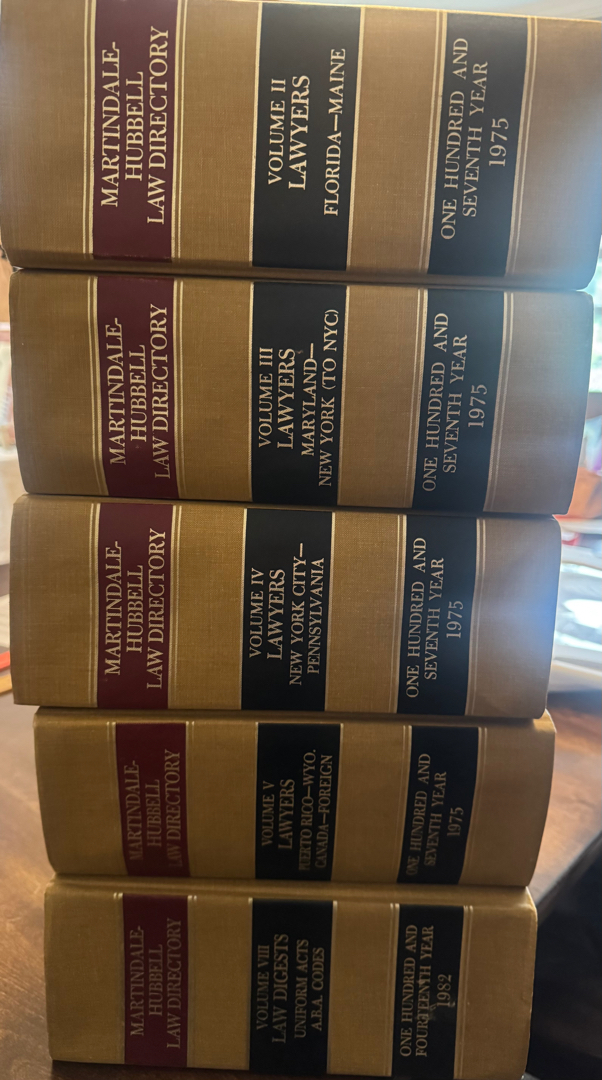 MARTINDALE-
HUBBELL
LAW DIRECTORY
VOLUME II
LAWYERS
FLORIDA—MAINE
ONE HUNDRED AND
SEVENTH YEAR
1975
MARTINDALE-
HUBBELL
LAW DIRECTORY
VOLUME III
LAWYERS
MARYLAND—
NEW YORK (TO NYC)
ONE HUNDRED AND
SEVENTH YEAR
1975
MARTINDALE-
HUBBELL
LAW DIRECTORY
VOLUME IV
LAWYERS
NEW YORK CITY—
PENNSYLVANIA
ONE HUNDRED AND
SEVENTH YEAR
1975
MARTINDALE-
HUBBELL
LAW DIRECTORY
VOLUME V
LAWYERS
PUERTO RICO—WYO.
CANADA—FOREIGN
ONE HUNDRED AND
SEVENTH YEAR
1975
MARTINDALE-
HUBBELL
LAW DIRECTORY
VOLUME VIII
LAW DIGESTS
UNIFORM ACTS
A.B.A. CODES
ONE HUNDRED AND
FOURTEENTH YEAR
1982